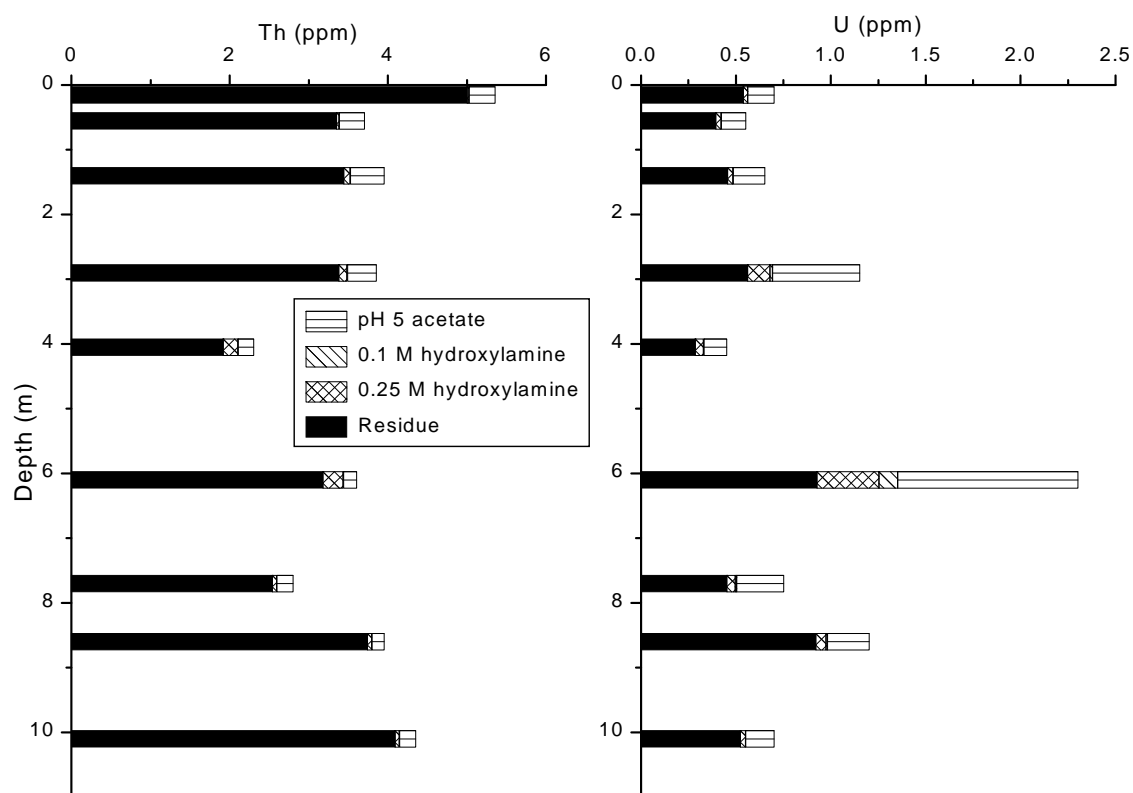 Th (ppm)
0 2 4 6
U (ppm)
0.0 0.5 1.0 1.5 2.0 2.5
Depth (m)
0
2
4
6
8
10
pH 5 acetate
0.1 M hydroxylamine
0.25 M hydroxylamine
Residue
0
2
4
6
8
10